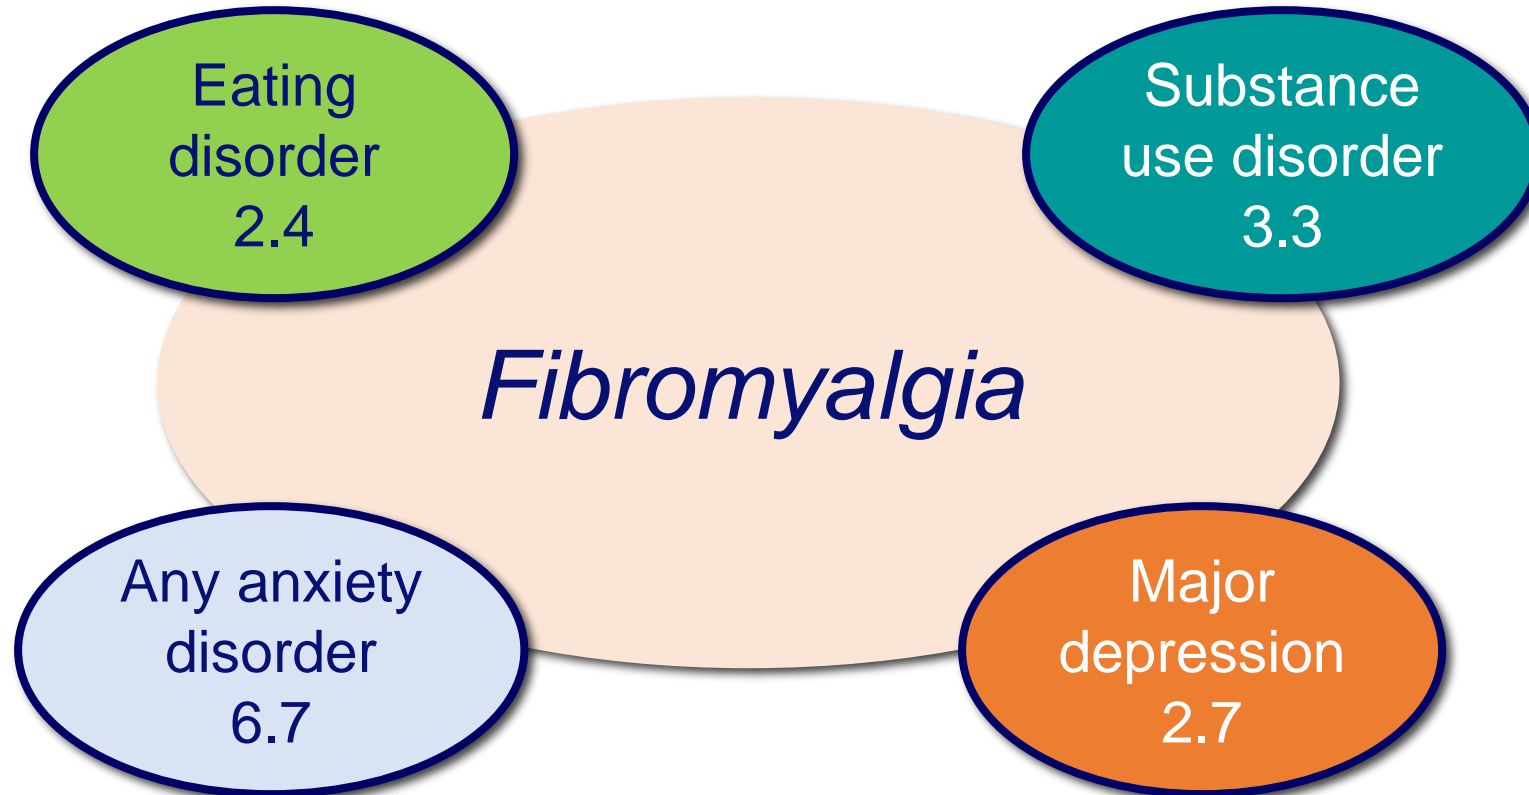 Eating
disorder
2.4
Substance
use disorder
3.3
Fibromyalgia
Any anxiety
disorder
6.7
Major
depression
2.7